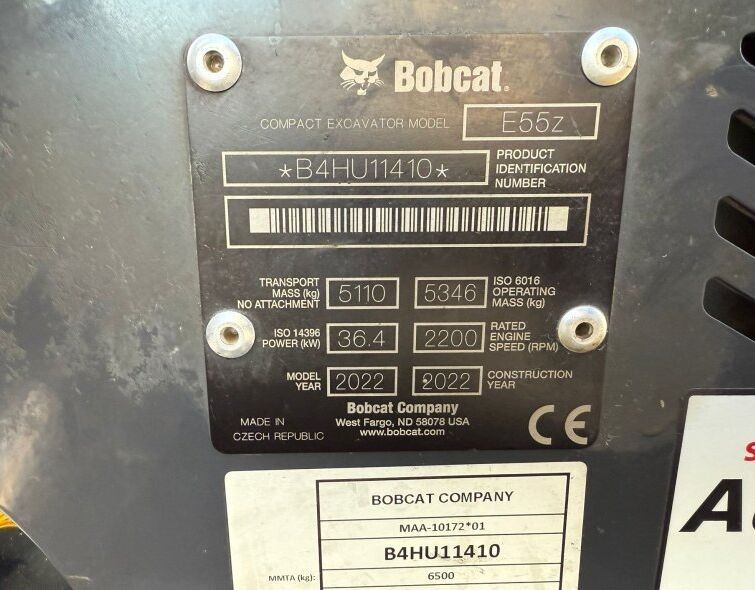 Bobcat.
COMPACT EXCAVATOR MODEL E55z
*B4HU11410*
PRODUCT
IDENTIFICATION
NUMBER
TRANSPORT
MASS (kg)
NO ATTACHMENT
5110
5346
ISO 6016
OPERATING
MASS (kg)
ISO 14396
POWER (kW)
36.4
2200
RATED
ENGINE
SPEED (RPM)
MODEL
YEAR
2022
2022
CONSTRUCTION
YEAR
Bobcat Company
West Fargo, ND 58078 USA
www.bobcat.com
MADE IN
CZECH REPUBLIC
CE
BOBCAT COMPANY
MAA-10172*01
B4HU11410
MMTA (kg): 6500